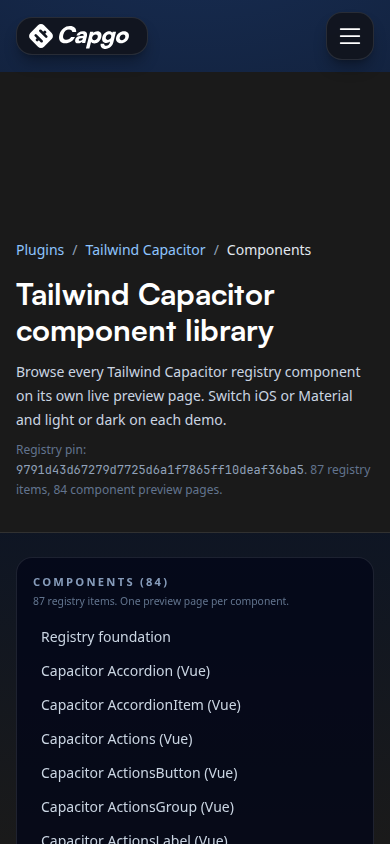 Capgo
Plugins / Tailwind Capacitor / Components
Tailwind Capacitor
component library
Browse every Tailwind Capacitor registry component
on its own live preview page. Switch iOS or Material
and light or dark on each demo.
Registry pin:
9791d43d67279d7725d6a1f7865ff10deaf36ba5. 87 registry
items, 84 component preview pages.
COMPONENTS (84)
87 registry items. One preview page per component.
Registry foundation
Capacitor Accordion (Vue)
Capacitor AccordionItem (Vue)
Capacitor Actions (Vue)
Capacitor ActionsButton (Vue)
Capacitor ActionsGroup (Vue)
Capacitor ActionsLabel (Vue)